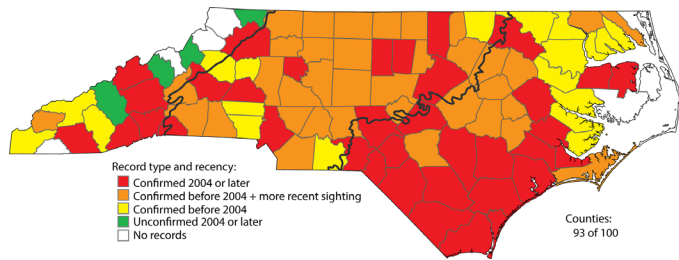 Record type and recency:
Confirmed 2004 or later
Confirmed before 2004 + more recent sighting
Confirmed before 2004
Unconfirmed 2004 or later
No records
Counties:
93 of 100